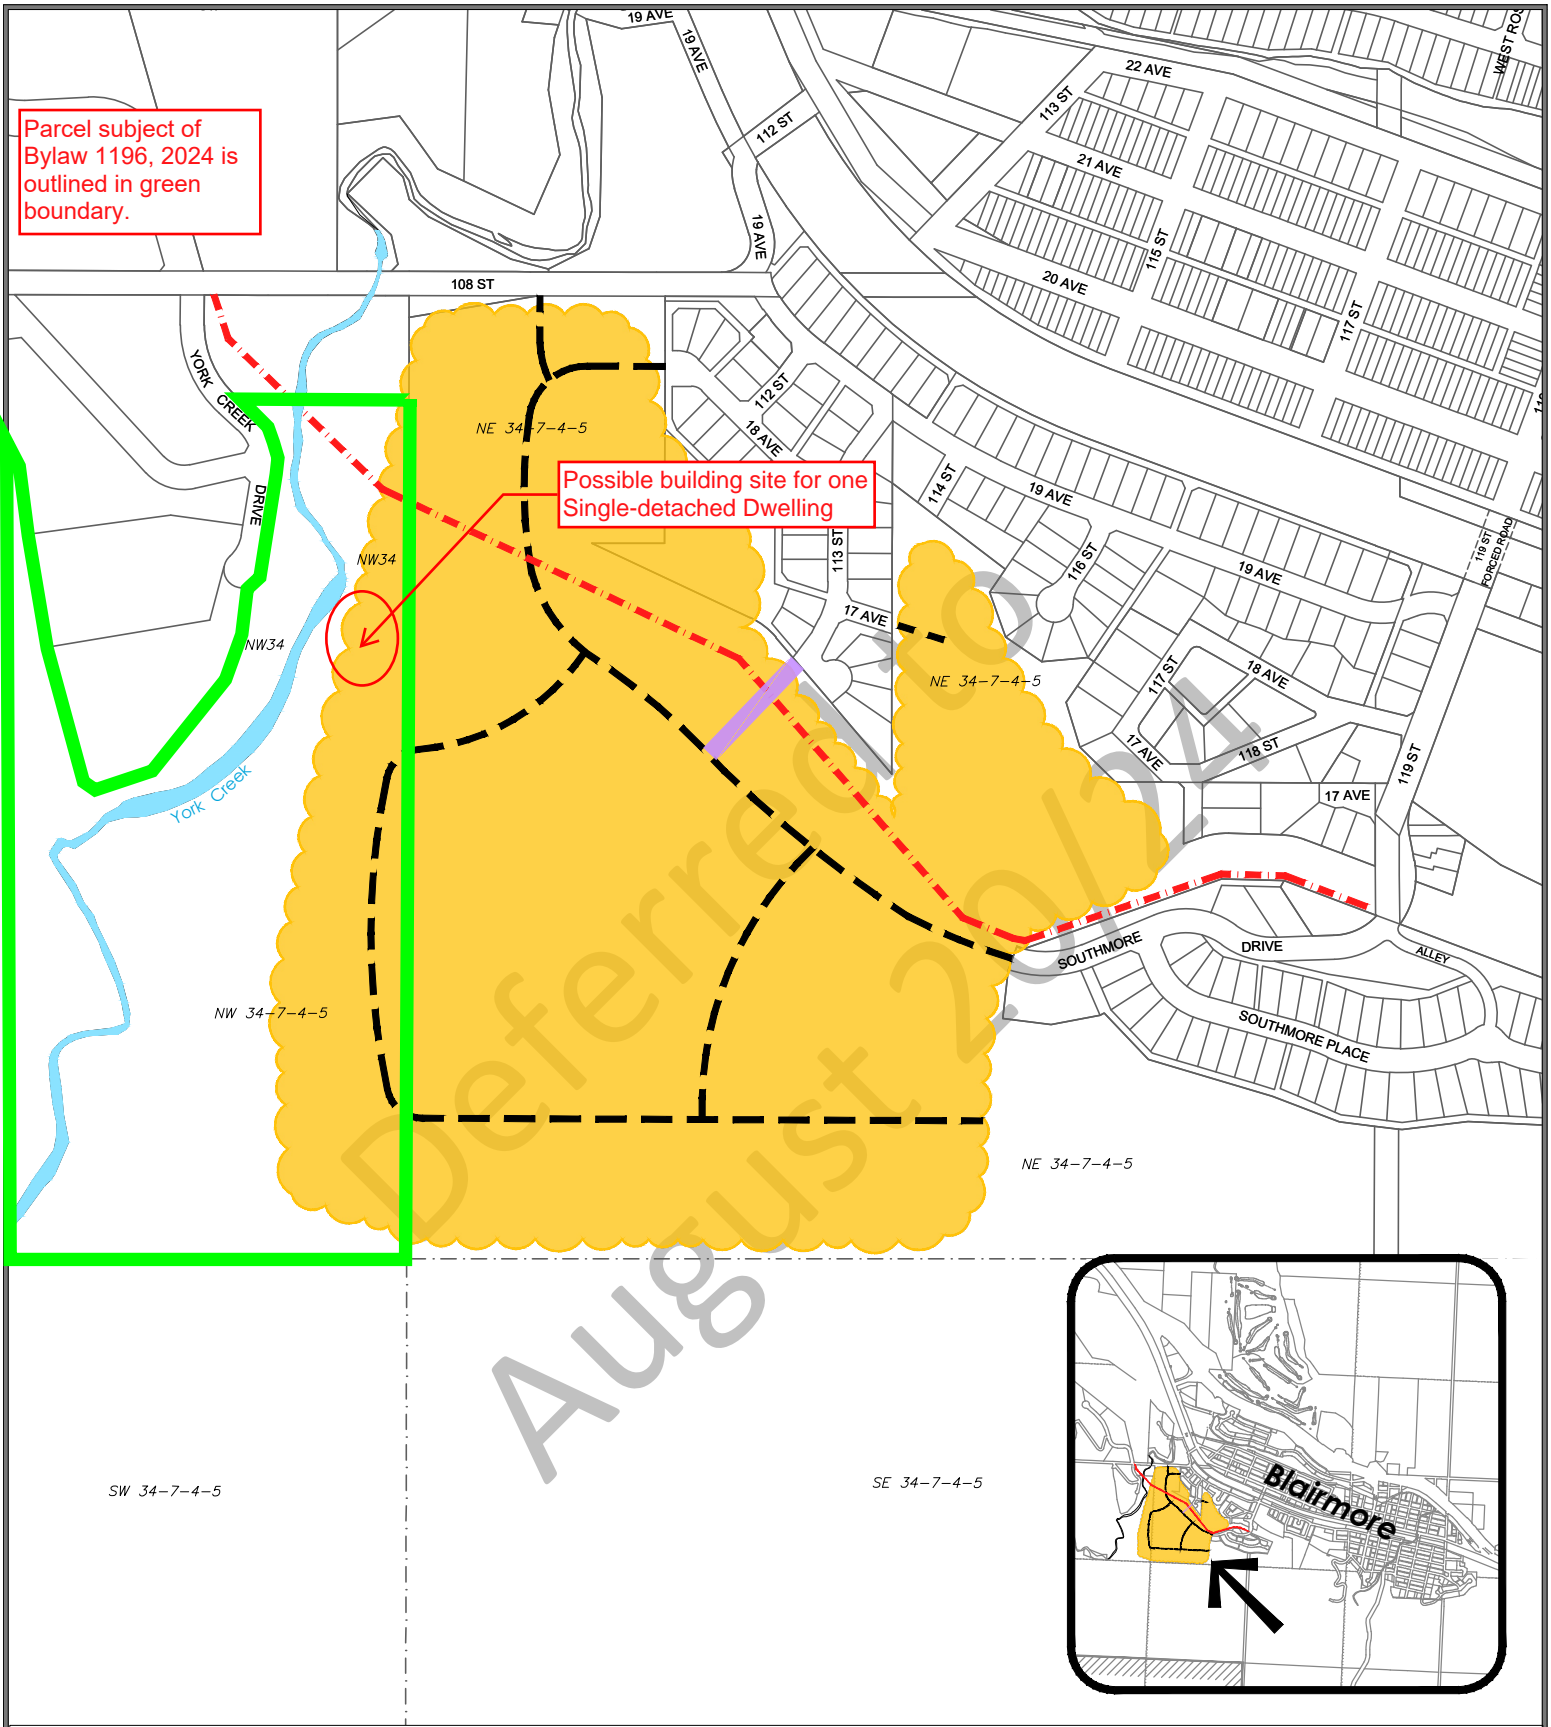 19 AVE
19 AVE
22 AVE
113 ST
112 ST
21 AVE
Parcel subject of
Bylaw 1196, 2024 is
outlined in green
boundary.
19 AVE
115 ST
20 AVE
108 ST
117 ST
YORK
CREEK
DRIVE
112 ST
18 AVE
NE 34-7-4-5
Possible building site for one
Single-detached Dwelling
114 ST
19 AVE
119 ST
FORCED ROAD
113 ST
116 ST
19 AVE
NW34
17 AVE
NW34
NE 34-7-4-5
117 ST
18 AVE
17 AVE
118 ST
119 ST
17 AVE
York Creek
SOUTHMORE
DRIVE
ALLEY
NW 34-7-4-5
SOUTHMORE PLACE
NE 34-7-4-5
Deferred to
August 20/24
SW 34-7-4-5
SE 34-7-4-5
Blairmore